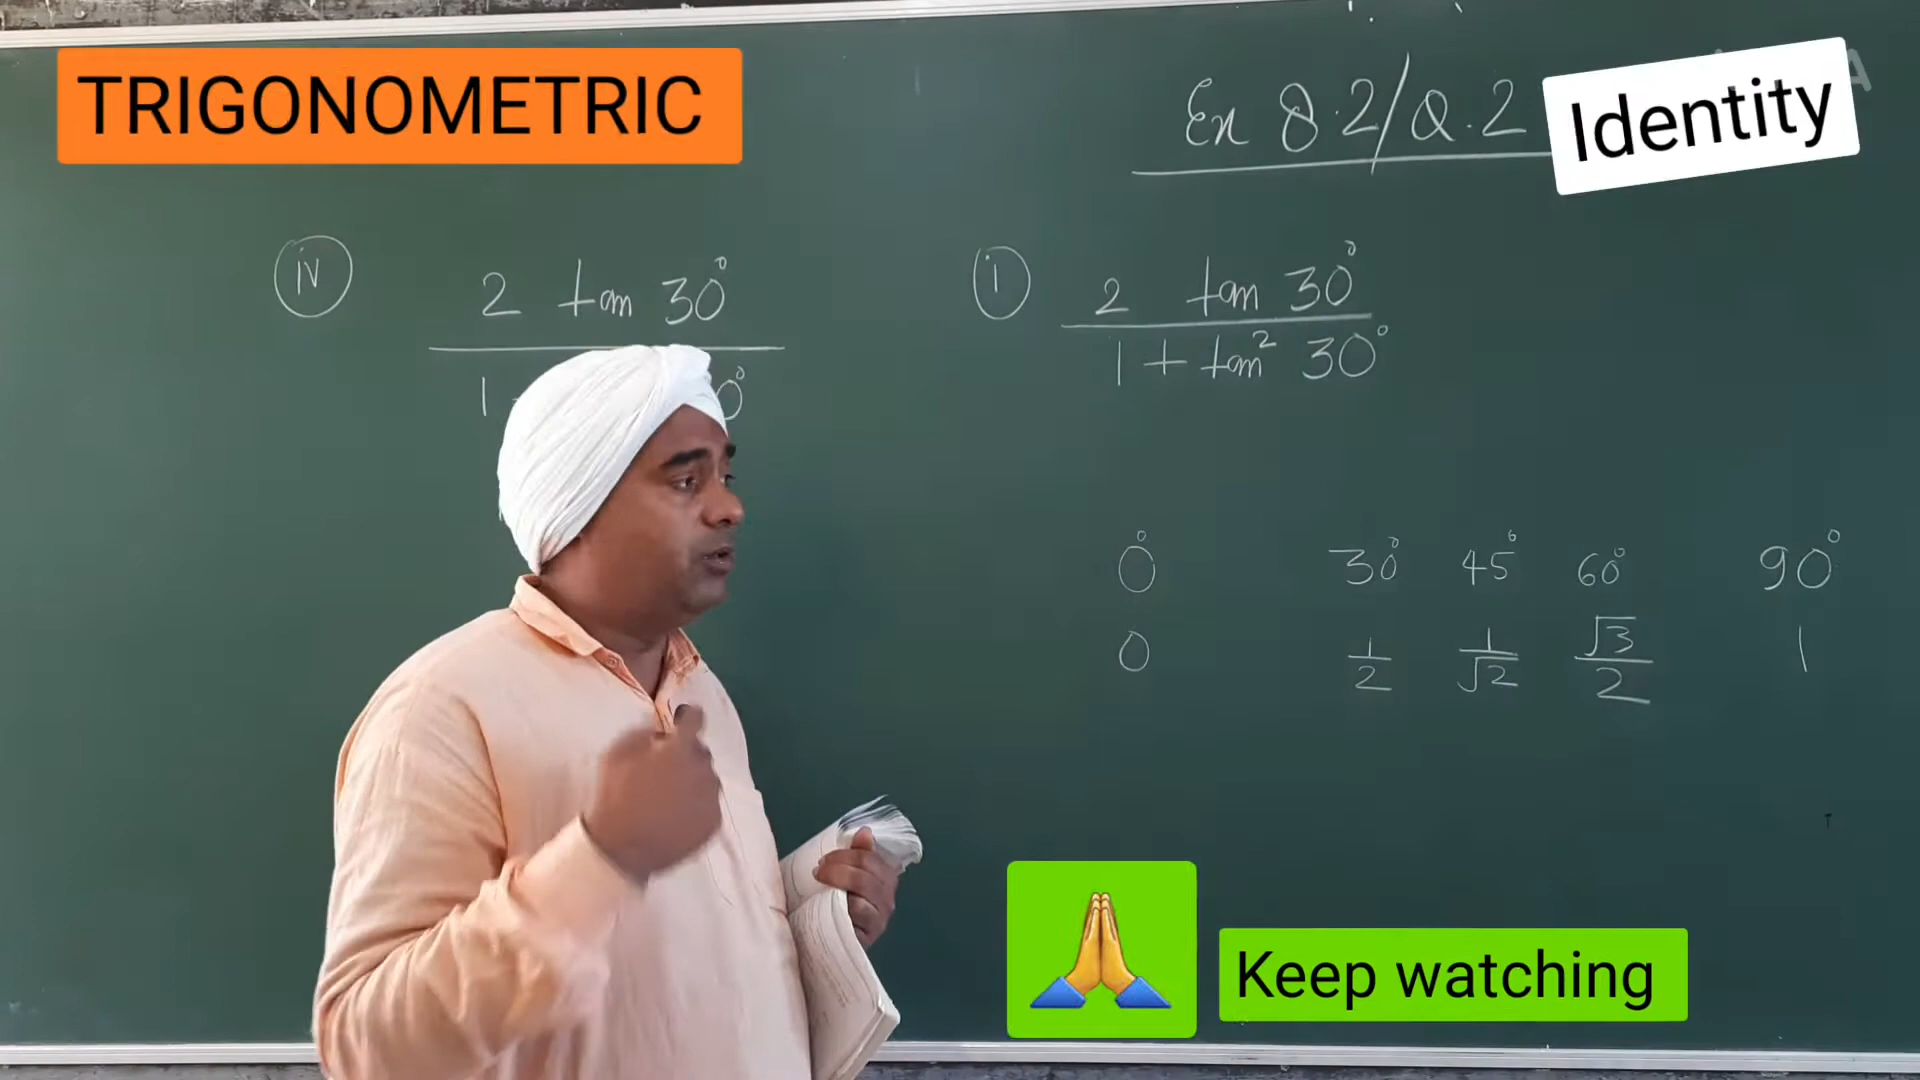 TRIGONOMETRIC
Ex 8.2/Q.2
Identity
iv
2 tan 30°
1
0°
i
2 tan 30°
1 + tan² 30°
0° 30° 45° 60° 90°
0 1/2 1/√2 √3/2 1
Keep watching